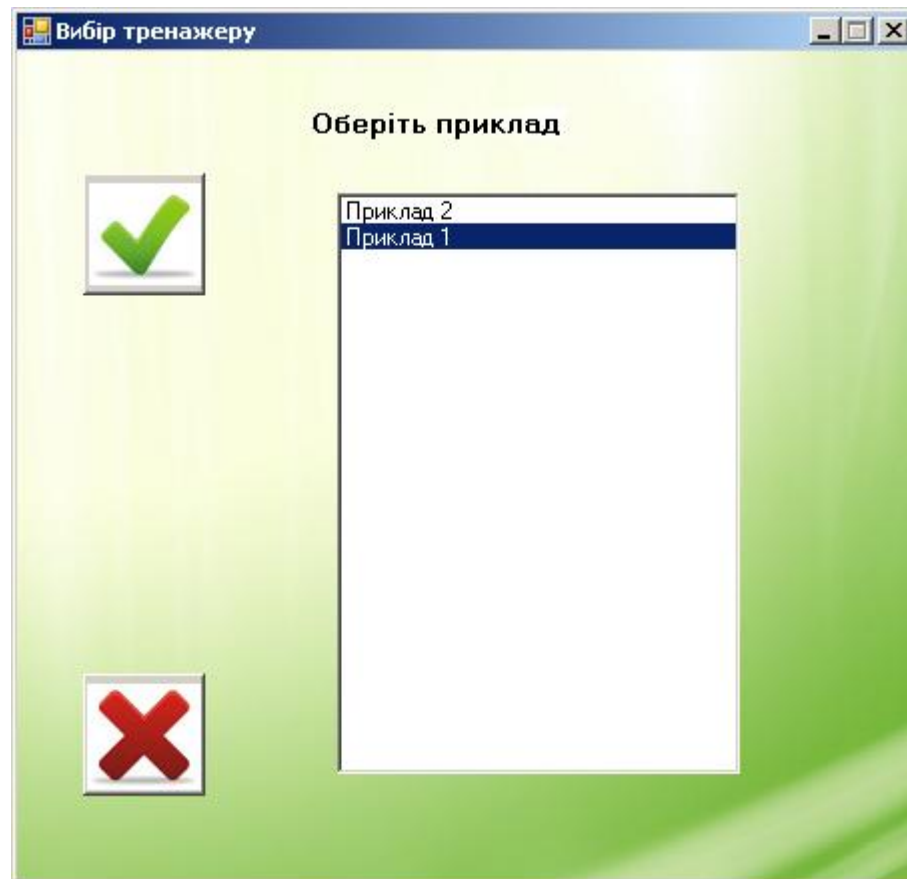 Вибір тренажеру
Оберіть приклад
Приклад 2
Приклад 1